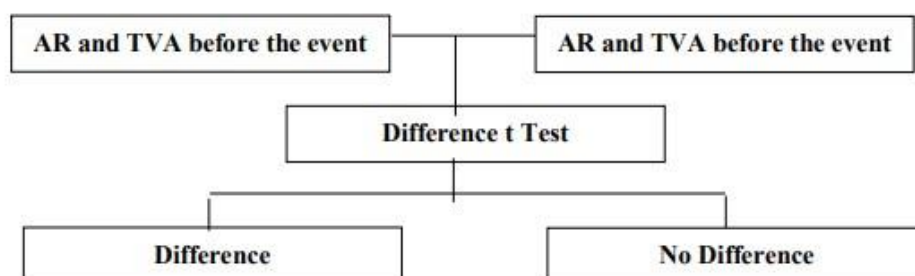 AR and TVA before the event
AR and TVA before the event
Difference t Test
Difference
No Difference